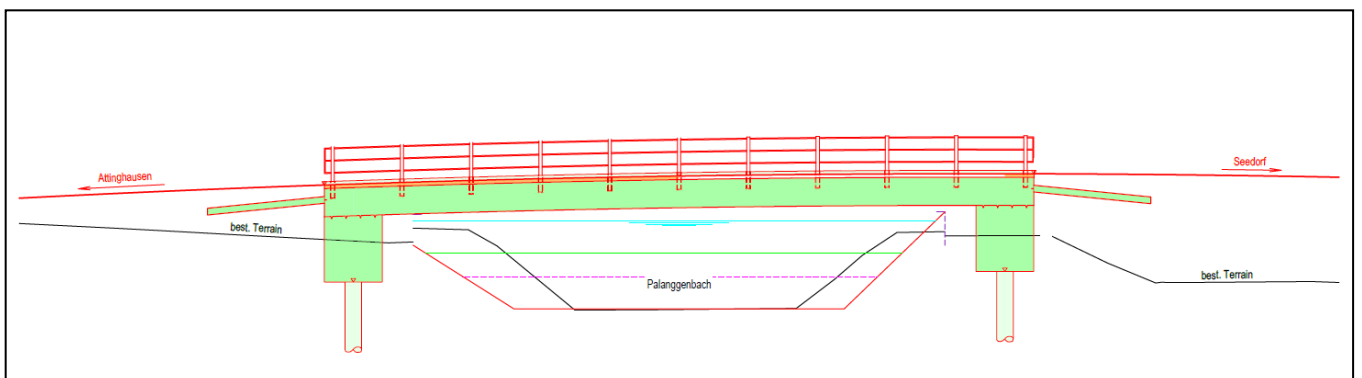 Attinghausen
Seedorf
best. Terrain
best. Terrain
Palanggenbach